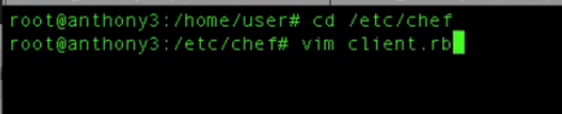 root@anthony3:/home/user# cd /etc/chef
root@anthony3:/etc/chef# vim client.rb